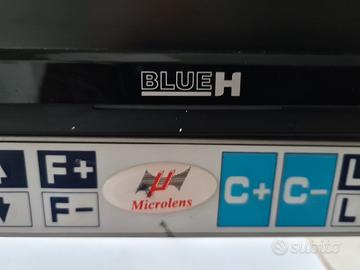 BLUEH
F+
μ
C+ C-
L
F-
Microlens
L
subito